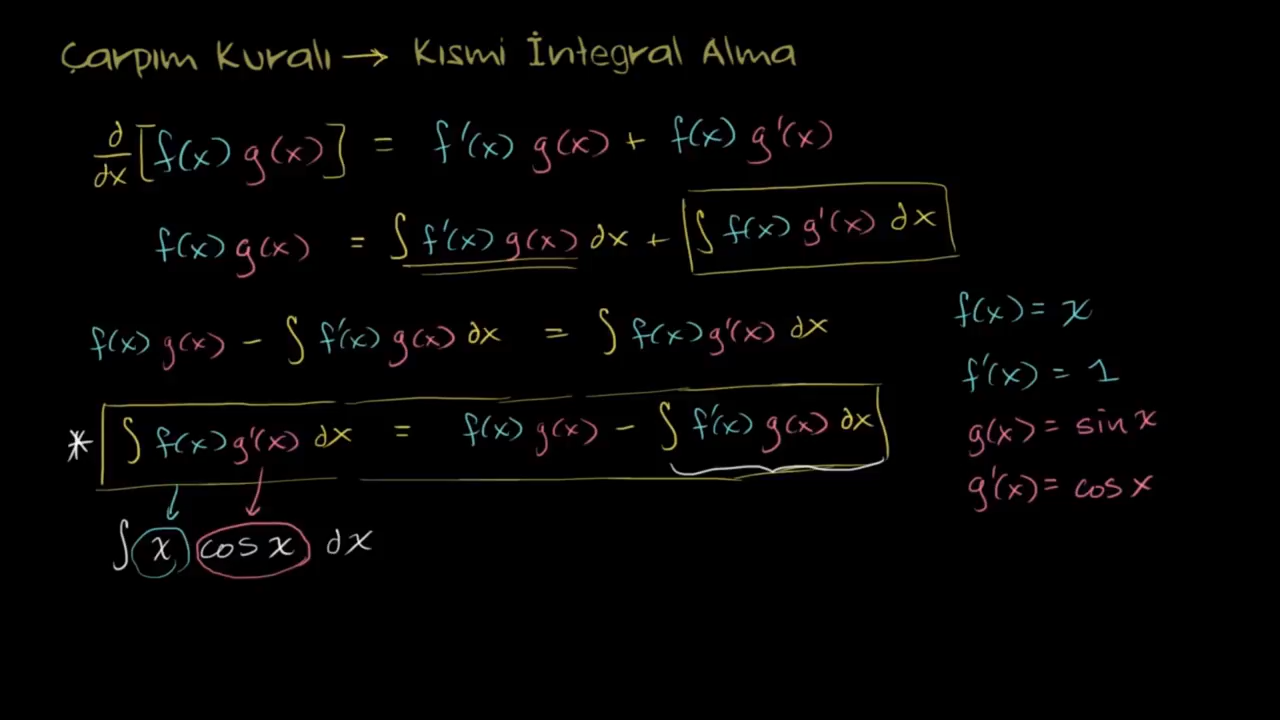 Çarpım Kuralı → Kısmi İntegral Alma
d/dx [f(x) g(x)] = f'(x) g(x) + f(x) g'(x)
f(x) g(x) = ∫ f'(x) g(x) dx + ∫ f(x) g'(x) dx
f(x) g(x) - ∫ f'(x) g(x) dx = ∫ f(x) g'(x) dx
* ∫ f(x) g'(x) dx = f(x) g(x) - ∫ f'(x) g(x) dx
∫ x cos x dx
f(x) = x
f'(x) = 1
g(x) = sin x
g'(x) = cos x